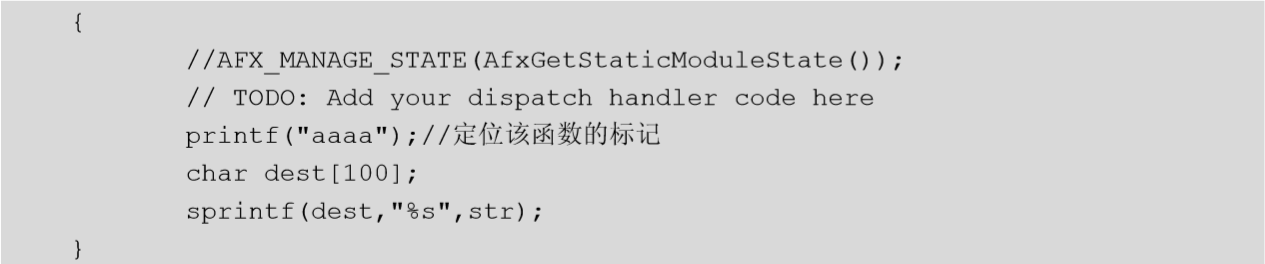 {
//AFX_MANAGE_STATE(AfxGetStaticModuleState());
// TODO: Add your dispatch handler code here
printf("aaaa");//定位该函数的标记
char dest[100];
sprintf(dest,"%s",str);
}